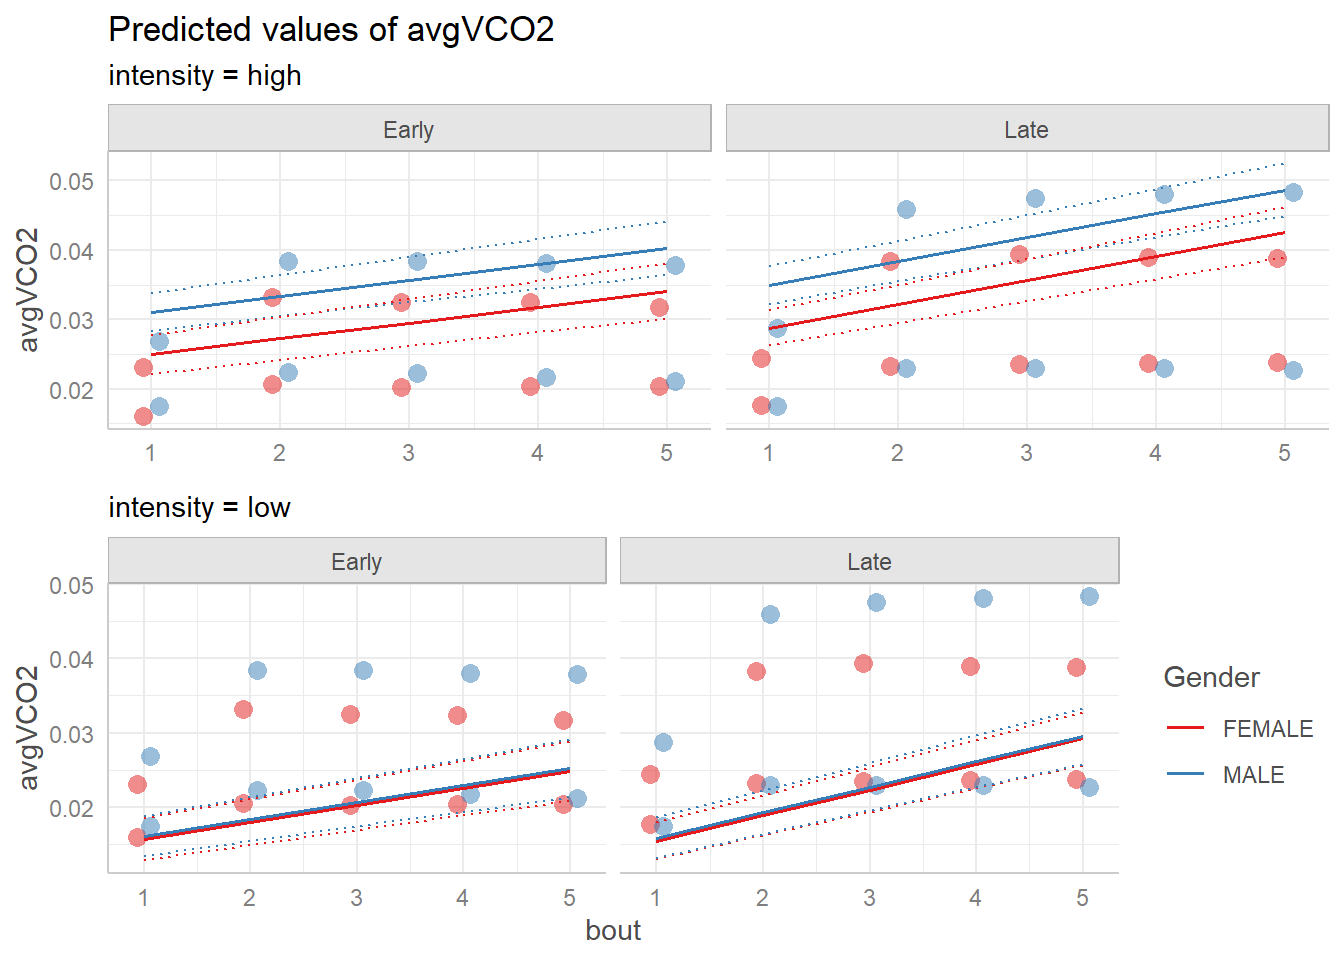 Predicted values of avgVCO2
intensity = high
Early
Late
avgVCO2
0.05
0.04
0.03
0.02
1 2 3 4 5
1 2 3 4 5
intensity = low
Early
Late
avgVCO2
0.05
0.04
0.03
0.02
1 2 3 4 5
1 2 3 4 5
bout
Gender
FEMALE
MALE